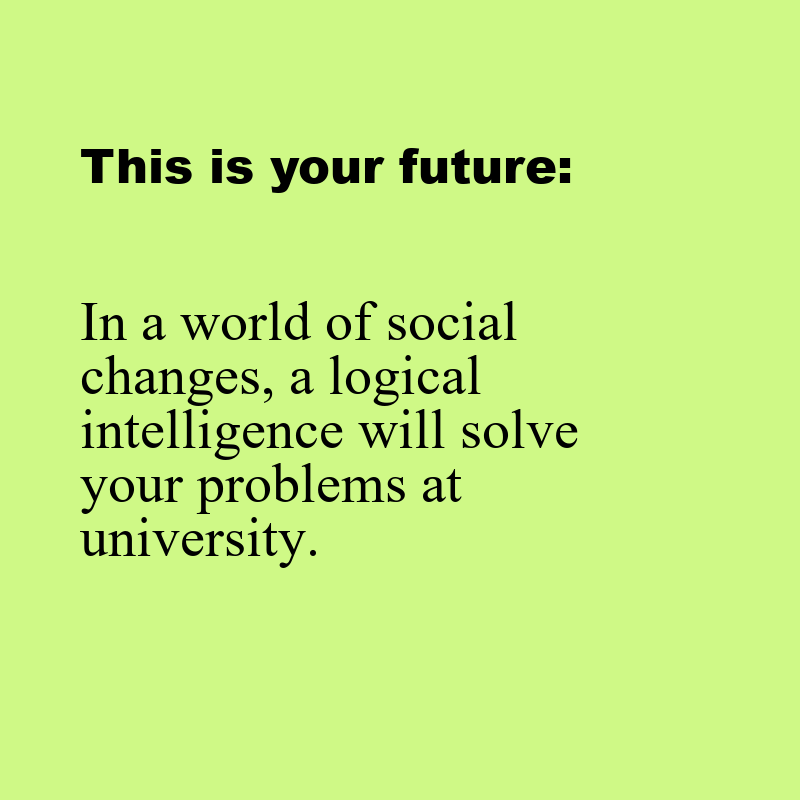 This is your future:
In a world of social
changes, a logical
intelligence will solve
your problems at
university.